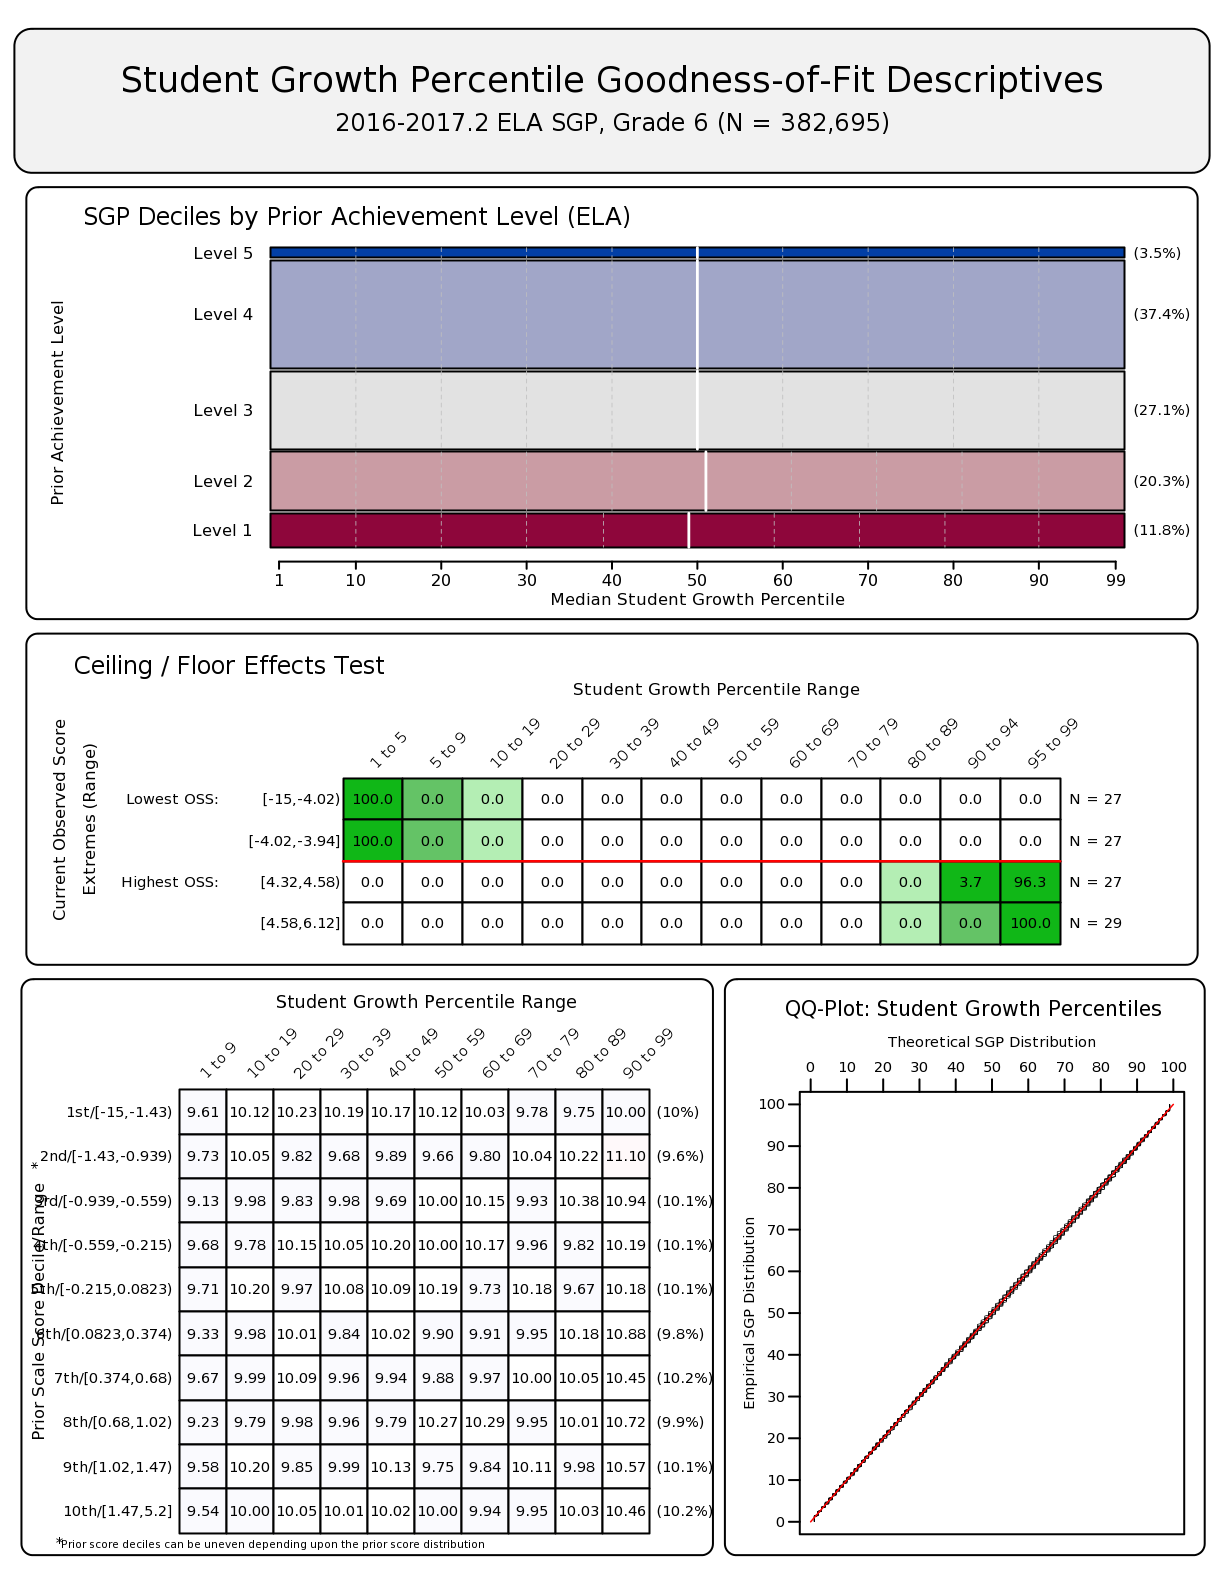 Student Growth Percentile Goodness-of-Fit Descriptives
2016-2017.2 ELA SGP, Grade 6 (N = 382,695)
SGP Deciles by Prior Achievement Level (ELA)
Prior Achievement Level
Level 5 (3.5%)
Level 4 (37.4%)
Level 3 (27.1%)
Level 2 (20.3%)
Level 1 (11.8%)
1 10 20 30 40 50 60 70 80 90 99
Median Student Growth Percentile
Ceiling / Floor Effects Test
Student Growth Percentile Range
Current Observed Score
Extremes (Range)
1 to 5 5 to 9 10 to 19 20 to 29 30 to 39 40 to 49 50 to 59 60 to 69 70 to 79 80 to 89 90 to 94 95 to 99
Lowest OSS: [-15,-4.02) 100.0 0.0 0.0 0.0 0.0 0.0 0.0 0.0 0.0 0.0 0.0 0.0 N = 27
[-4.02,-3.94] 100.0 0.0 0.0 0.0 0.0 0.0 0.0 0.0 0.0 0.0 0.0 0.0 N = 27
Highest OSS: [4.32,4.58) 0.0 0.0 0.0 0.0 0.0 0.0 0.0 0.0 0.0 0.0 3.7 96.3 N = 27
[4.58,6.12] 0.0 0.0 0.0 0.0 0.0 0.0 0.0 0.0 0.0 0.0 0.0 100.0 N = 29
Student Growth Percentile Range
Prior Scale Score Decile/Range *
1 to 9 10 to 19 20 to 29 30 to 39 40 to 49 50 to 59 60 to 69 70 to 79 80 to 89 90 to 99
1st/[-15,-1.43) 9.61 10.12 10.23 10.19 10.17 10.12 10.03 9.78 9.75 10.00 (10%)
2nd/[-1.43,-0.939) 9.73 10.05 9.82 9.68 9.89 9.66 9.80 10.04 10.22 11.10 (9.6%)
3rd/[-0.939,-0.559) 9.13 9.98 9.83 9.98 9.69 10.00 10.15 9.93 10.38 10.94 (10.1%)
4th/[-0.559,-0.215) 9.68 9.78 10.15 10.05 10.20 10.00 10.17 9.96 9.82 10.19 (10.1%)
5th/[-0.215,0.0823) 9.71 10.20 9.97 10.08 10.09 10.19 9.73 10.18 9.67 10.18 (10.1%)
6th/[0.0823,0.374) 9.33 9.98 10.01 9.84 10.02 9.90 9.91 9.95 10.18 10.88 (9.8%)
7th/[0.374,0.68) 9.67 9.99 10.09 9.96 9.94 9.88 9.97 10.00 10.05 10.45 (10.2%)
8th/[0.68,1.02) 9.23 9.79 9.98 9.96 9.79 10.27 10.29 9.95 10.01 10.72 (9.9%)
9th/[1.02,1.47) 9.58 10.20 9.85 9.99 10.13 9.75 9.84 10.11 9.98 10.57 (10.1%)
10th/[1.47,5.2] 9.54 10.00 10.05 10.01 10.02 10.00 9.94 9.95 10.03 10.46 (10.2%)
*Prior score deciles can be uneven depending upon the prior score distribution
QQ-Plot: Student Growth Percentiles
Theoretical SGP Distribution
0 10 20 30 40 50 60 70 80 90 100
Empirical SGP Distribution
100
90
80
70
60
50
40
30
20
10
0